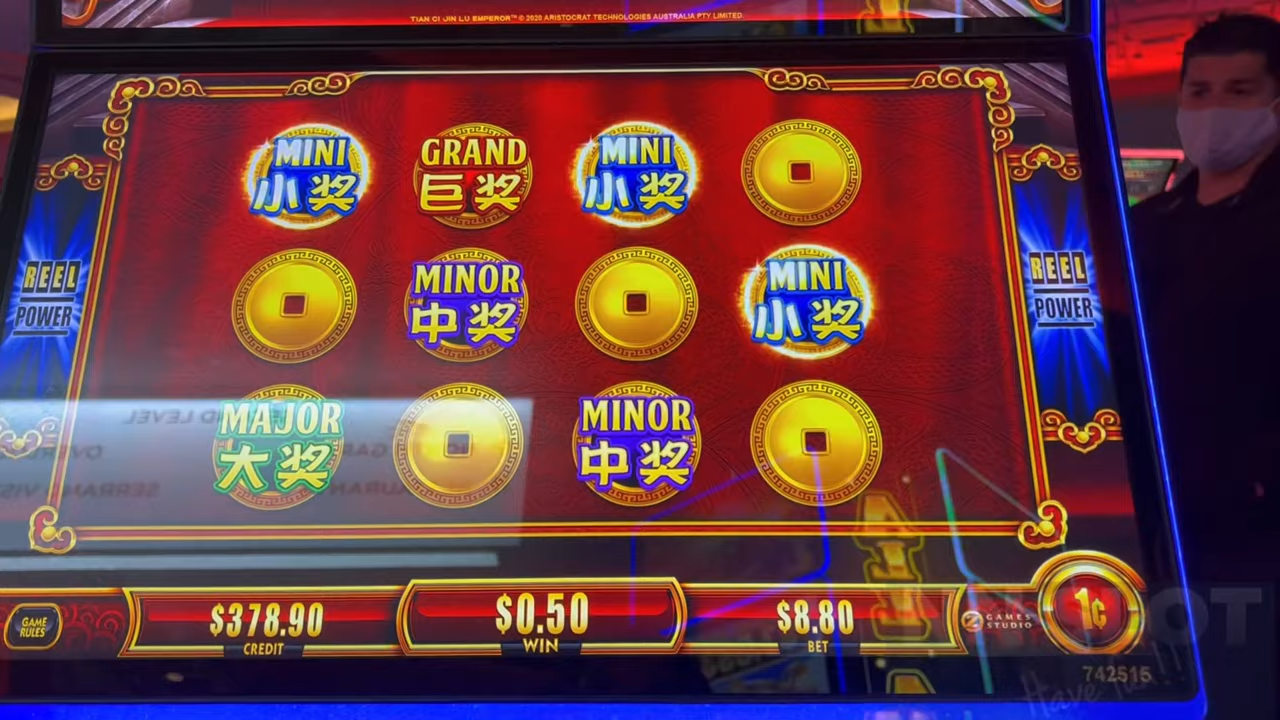 TIAN CI JIN LU EMPEROR™ © 2020 ARISTOCRAT TECHNOLOGIES AUSTRALIA PTY LIMITED.
MINI
小奖
GRAND
巨奖
MINI
小奖
REEL
POWER
MINOR
中奖
MINI
小奖
REEL
POWER
MAJOR
大奖
MINOR
中奖
LEVEL
GAME
RULES
$378.90
CREDIT
$0.50
WIN
$8.80
BET
GAMES
STUDIO
1¢
742515
Have